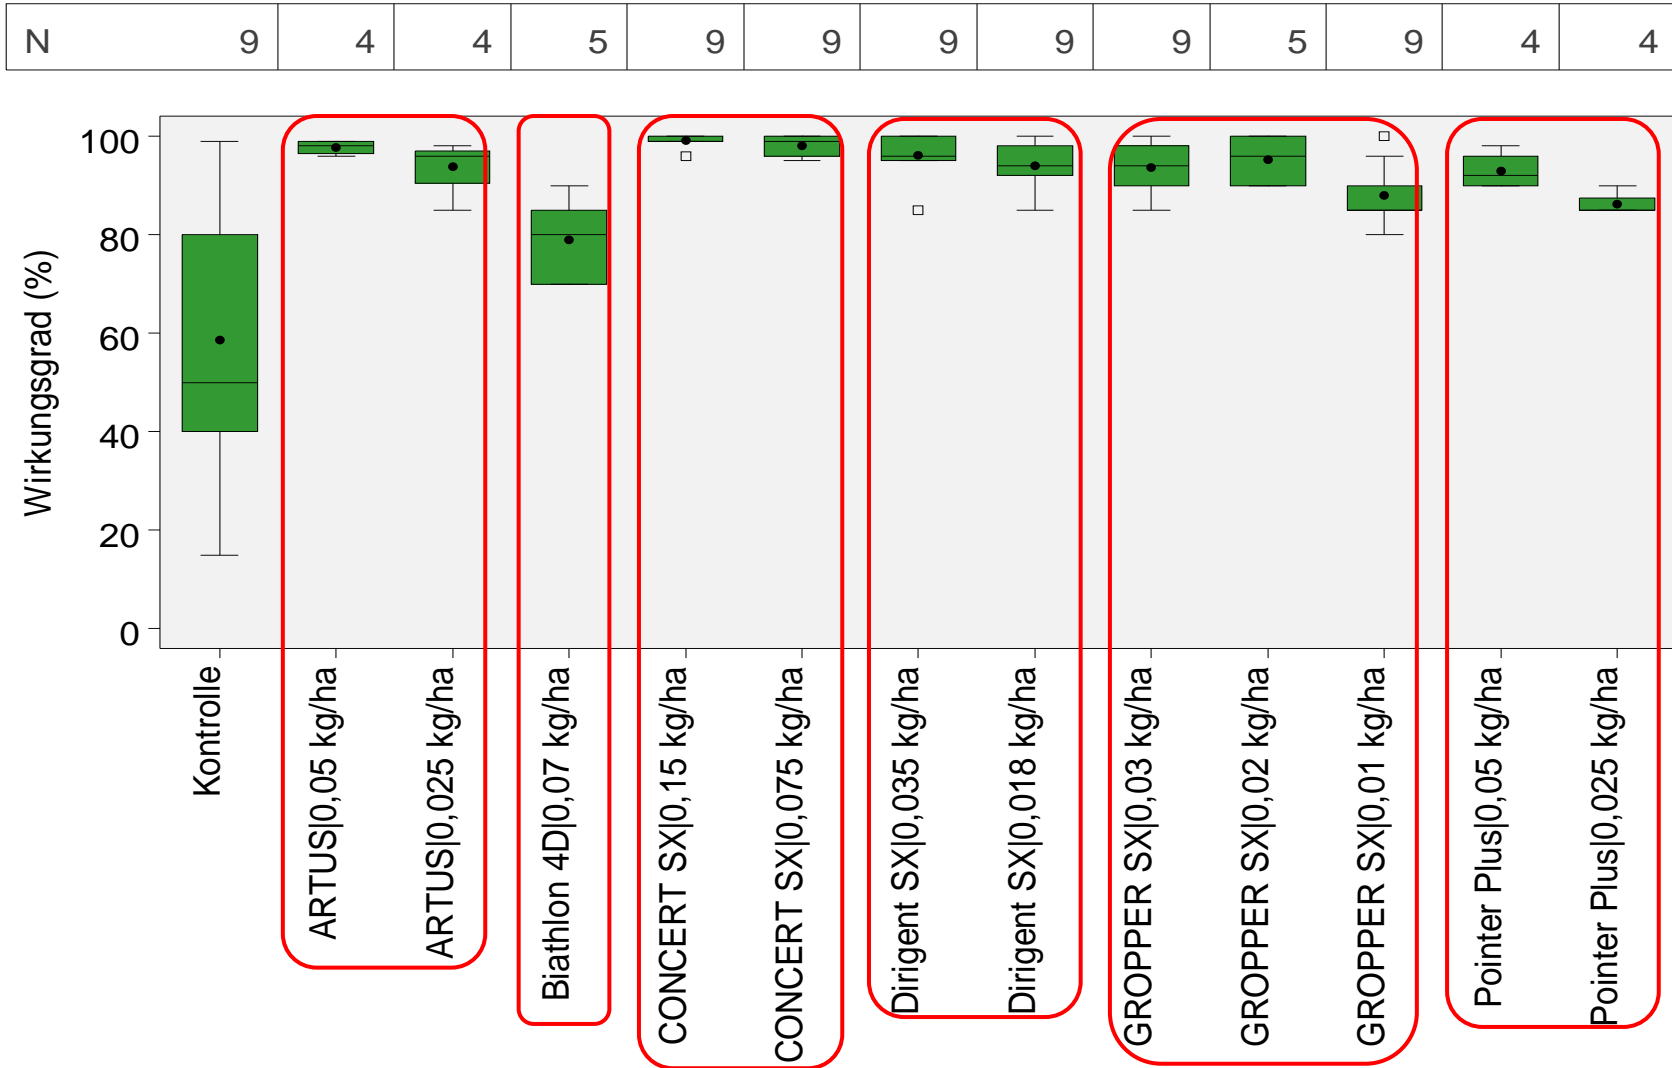 N 9 4 4 5 9 9 9 9 9 5 9 4 4
Wirkungsgrad (%)
100
80
60
40
20
0
Kontrolle
ARTUS|0,05 kg/ha
ARTUS|0,025 kg/ha
Biathlon 4D|0,07 kg/ha
CONCERT SX|0,15 kg/ha
CONCERT SX|0,075 kg/ha
Dirigent SX|0,035 kg/ha
Dirigent SX|0,018 kg/ha
GROPPER SX|0,03 kg/ha
GROPPER SX|0,02 kg/ha
GROPPER SX|0,01 kg/ha
Pointer Plus|0,05 kg/ha
Pointer Plus|0,025 kg/ha